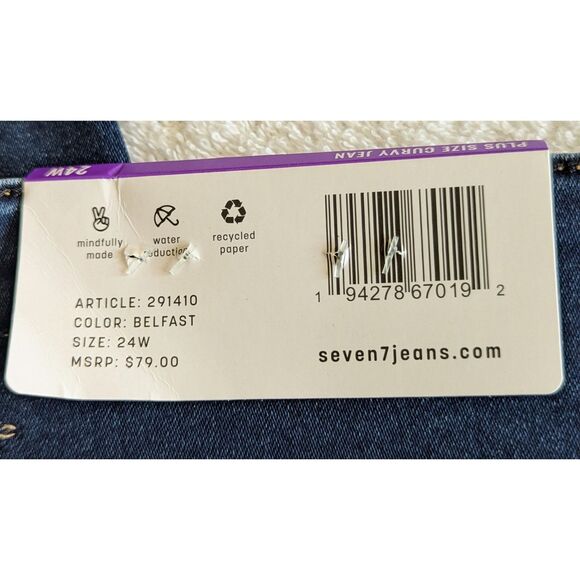 24W
PLUS SIZE CURVY JEAN
mindfully
made
water
reduction
recycled
paper
ARTICLE: 291410
COLOR: BELFAST
SIZE: 24W
MSRP: $79.00
1 94278 67019 2
seven7jeans.com